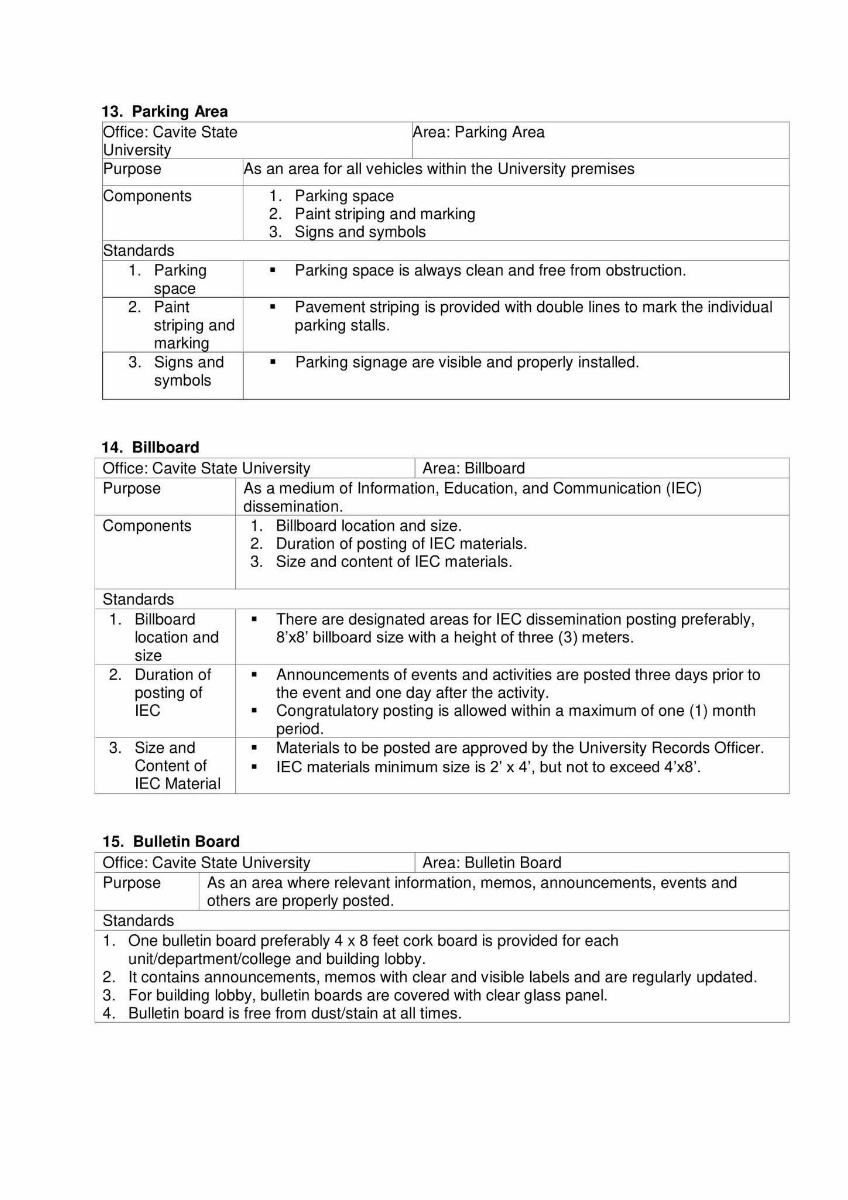 13. Parking Area
Office: Cavite State
University
Area: Parking Area
Purpose
As an area for all vehicles within the University premises
Components
1. Parking space
2. Paint striping and marking
3. Signs and symbols
Standards
1. Parking
space
▪ Parking space is always clean and free from obstruction.
2. Paint
striping and
marking
▪ Pavement striping is provided with double lines to mark the individual
parking stalls.
3. Signs and
symbols
▪ Parking signage are visible and properly installed.
14. Billboard
Office: Cavite State University
Area: Billboard
Purpose
As a medium of Information, Education, and Communication (IEC)
dissemination.
Components
1. Billboard location and size.
2. Duration of posting of IEC materials.
3. Size and content of IEC materials.
Standards
1. Billboard
location and
size
▪ There are designated areas for IEC dissemination posting preferably,
8’x8’ billboard size with a height of three (3) meters.
2. Duration of
posting of
IEC
▪ Announcements of events and activities are posted three days prior to
the event and one day after the activity.
▪ Congratulatory posting is allowed within a maximum of one (1) month
period.
3. Size and
Content of
IEC Material
▪ Materials to be posted are approved by the University Records Officer.
▪ IEC materials minimum size is 2’ x 4’, but not to exceed 4’x8’.
15. Bulletin Board
Office: Cavite State University
Area: Bulletin Board
Purpose
As an area where relevant information, memos, announcements, events and
others are properly posted.
Standards
1. One bulletin board preferably 4 x 8 feet cork board is provided for each
unit/department/college and building lobby.
2. It contains announcements, memos with clear and visible labels and are regularly updated.
3. For building lobby, bulletin boards are covered with clear glass panel.
4. Bulletin board is free from dust/stain at all times.